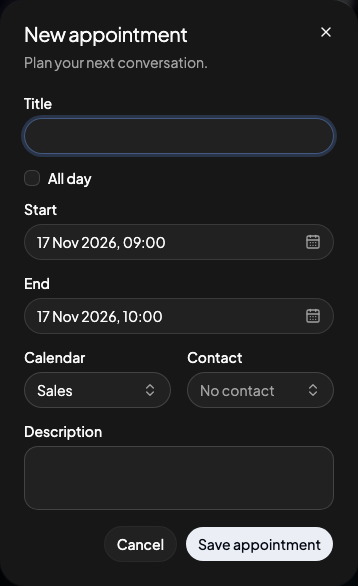 New appointment
Plan your next conversation.
Title
All day
Start
17 Nov 2026, 09:00
End
17 Nov 2026, 10:00
Calendar Contact
Sales No contact
Description
Cancel Save appointment